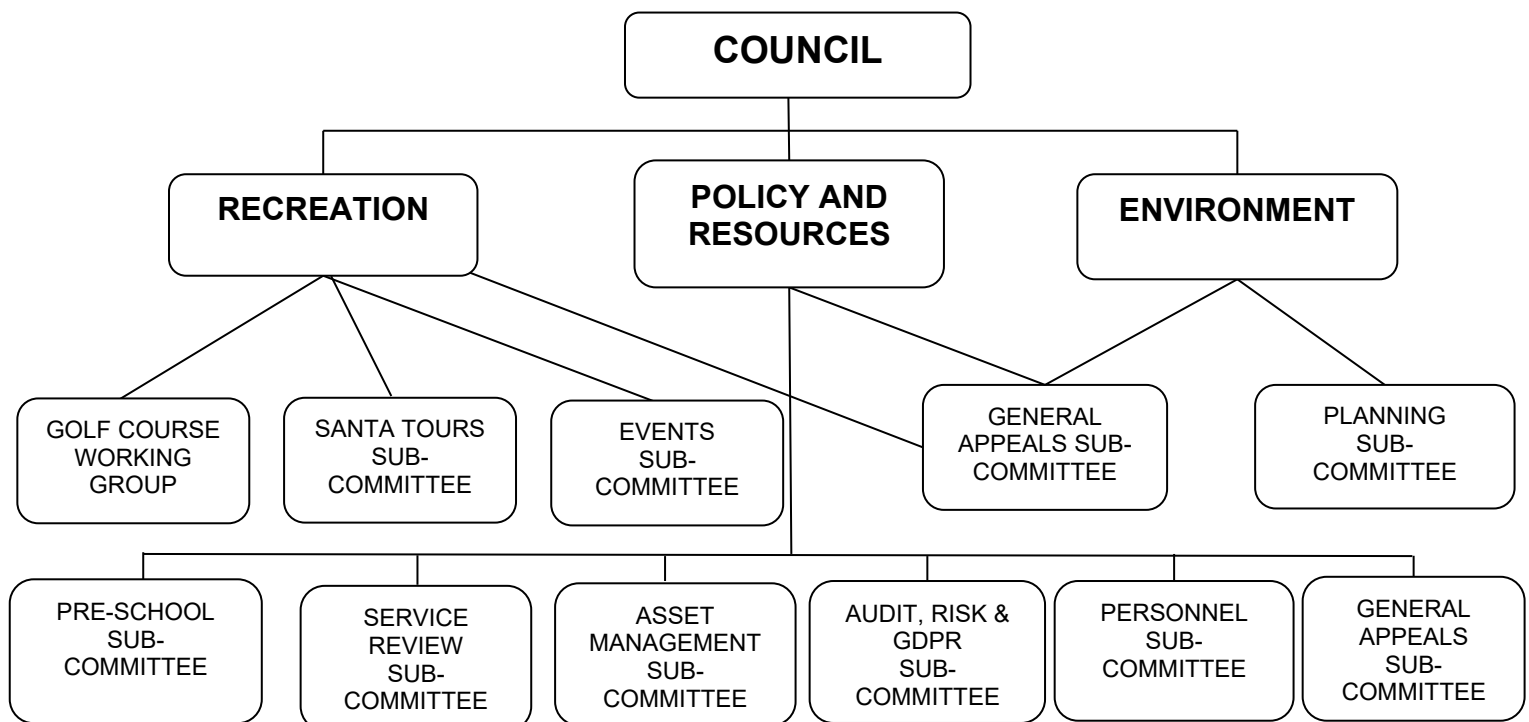 COUNCIL
RECREATION
POLICY AND
RESOURCES
ENVIRONMENT
GOLF COURSE
WORKING
GROUP
SANTA TOURS
SUB-
COMMITTEE
EVENTS
SUB-
COMMITTEE
GENERAL
APPEALS SUB-
COMMITTEE
PLANNING
SUB-
COMMITTEE
PRE-SCHOOL
SUB-
COMMITTEE
SERVICE
REVIEW
SUB-
COMMITTEE
ASSET
MANAGEMENT
SUB-
COMMITTEE
AUDIT, RISK &
GDPR
SUB-
COMMITTEE
PERSONNEL
SUB-
COMMITTEE
GENERAL
APPEALS
SUB-
COMMITTEE